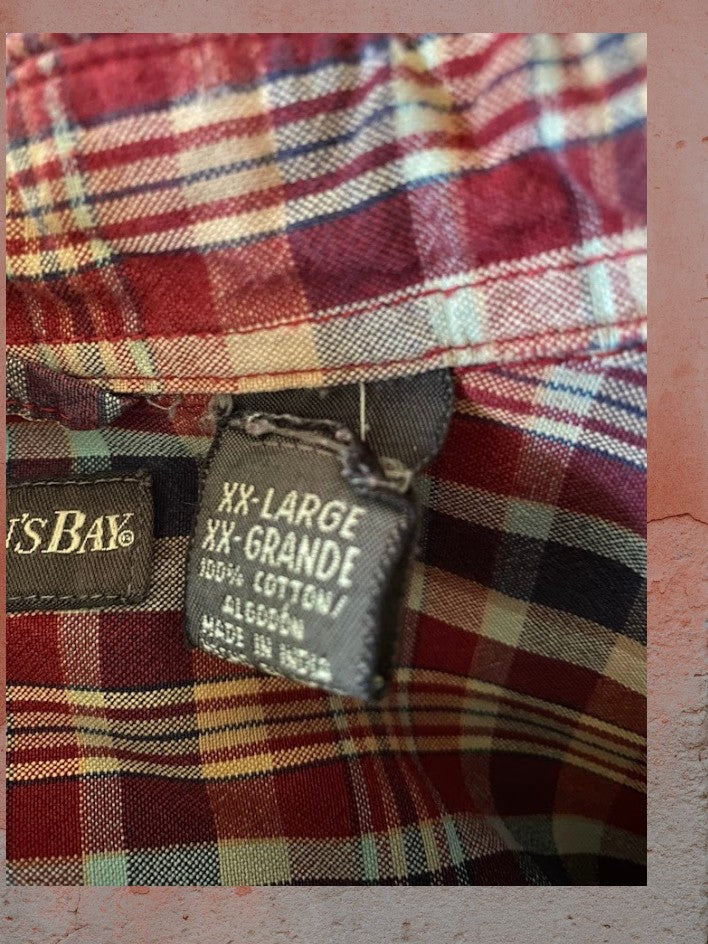 'S BAY®
XX-LARGE
XX-GRANDE
100% COTTON/
ALGODÓN
MADE IN INDIA